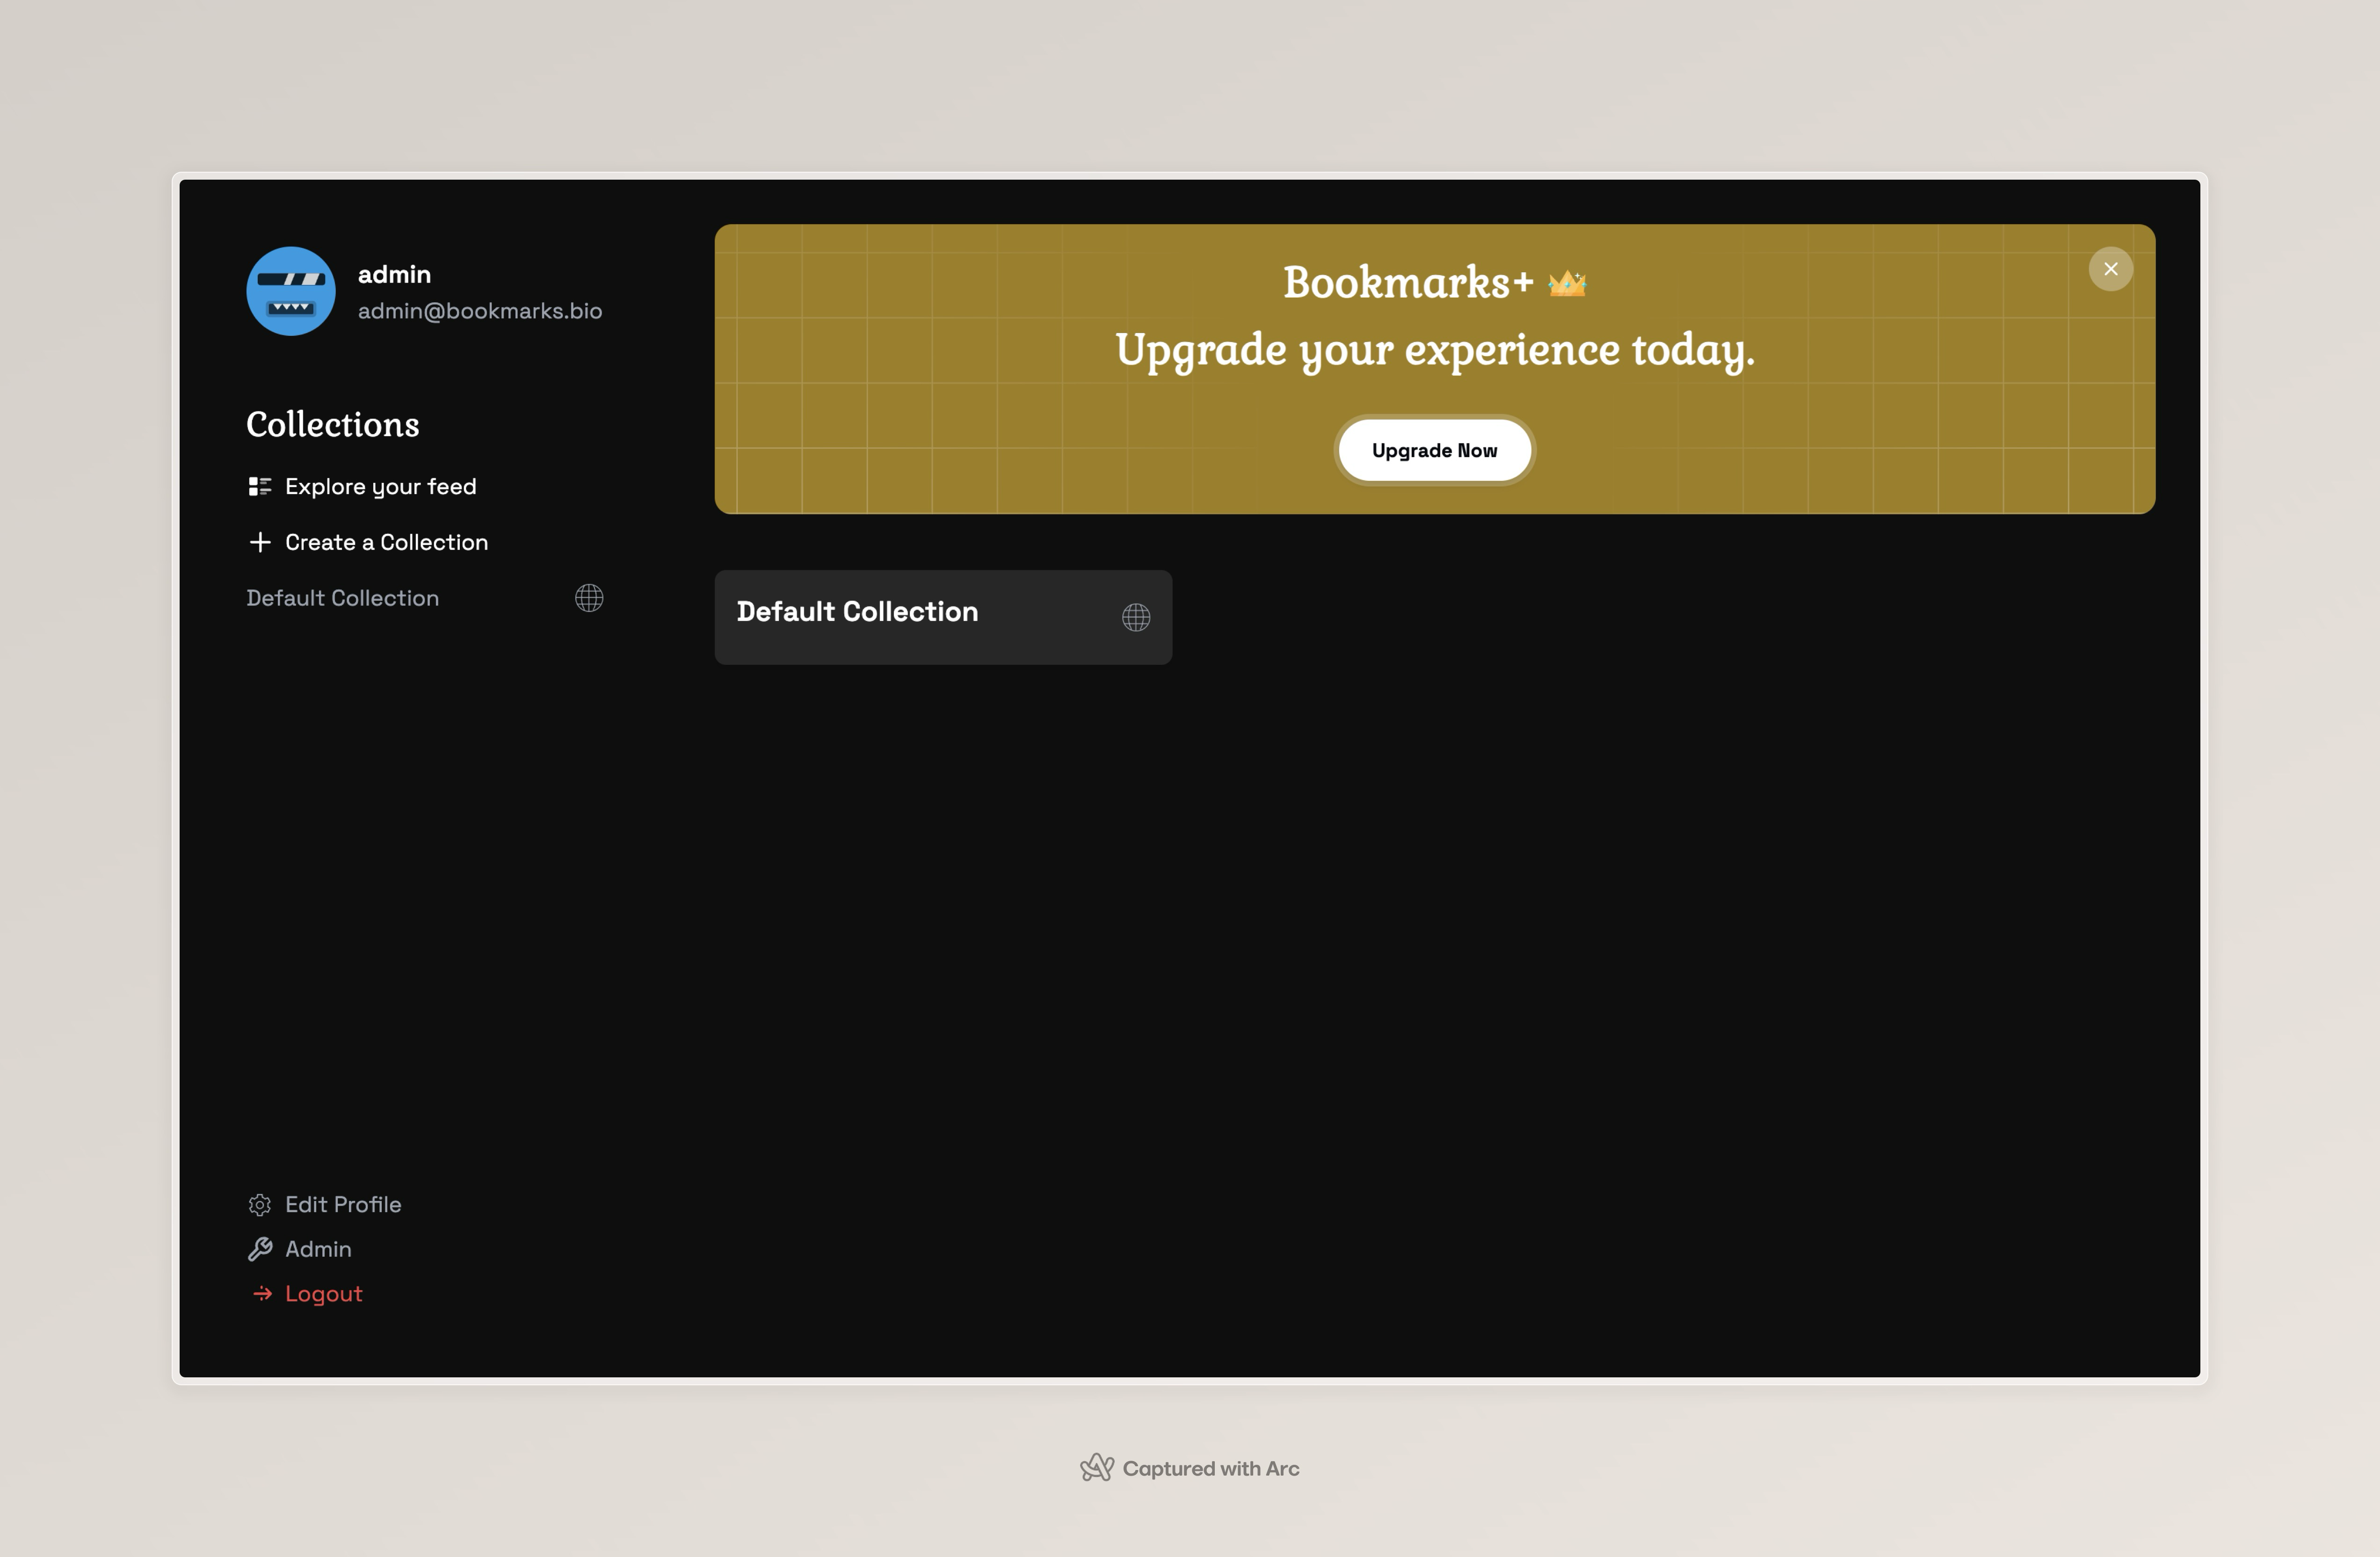 admin
admin@bookmarks.bio
Collections
Explore your feed
Create a Collection
Default Collection
Edit Profile
Admin
Logout
Bookmarks+ 👑
Upgrade your experience today.
Upgrade Now
Default Collection
Captured with Arc